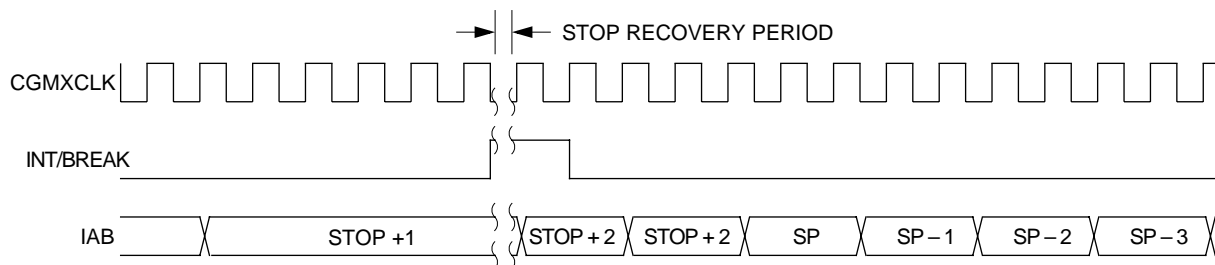 STOP RECOVERY PERIOD
CGMXCLK
INT/BREAK
IAB STOP +1 STOP + 2 STOP + 2 SP SP – 1 SP – 2 SP – 3